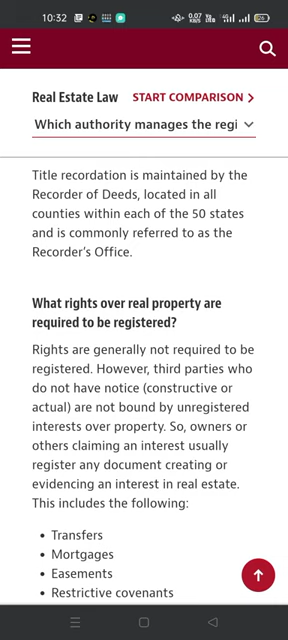 10:32
0.07
KB/S
4G
26
Real Estate Law START COMPARISON
Which authority manages the regi
Title recordation is maintained by the
Recorder of Deeds, located in all
counties within each of the 50 states
and is commonly referred to as the
Recorder's Office.
What rights over real property are
required to be registered?
Rights are generally not required to be
registered. However, third parties who
do not have notice (constructive or
actual) are not bound by unregistered
interests over property. So, owners or
others claiming an interest usually
register any document creating or
evidencing an interest in real estate.
This includes the following:
• Transfers
• Mortgages
• Easements
• Restrictive covenants